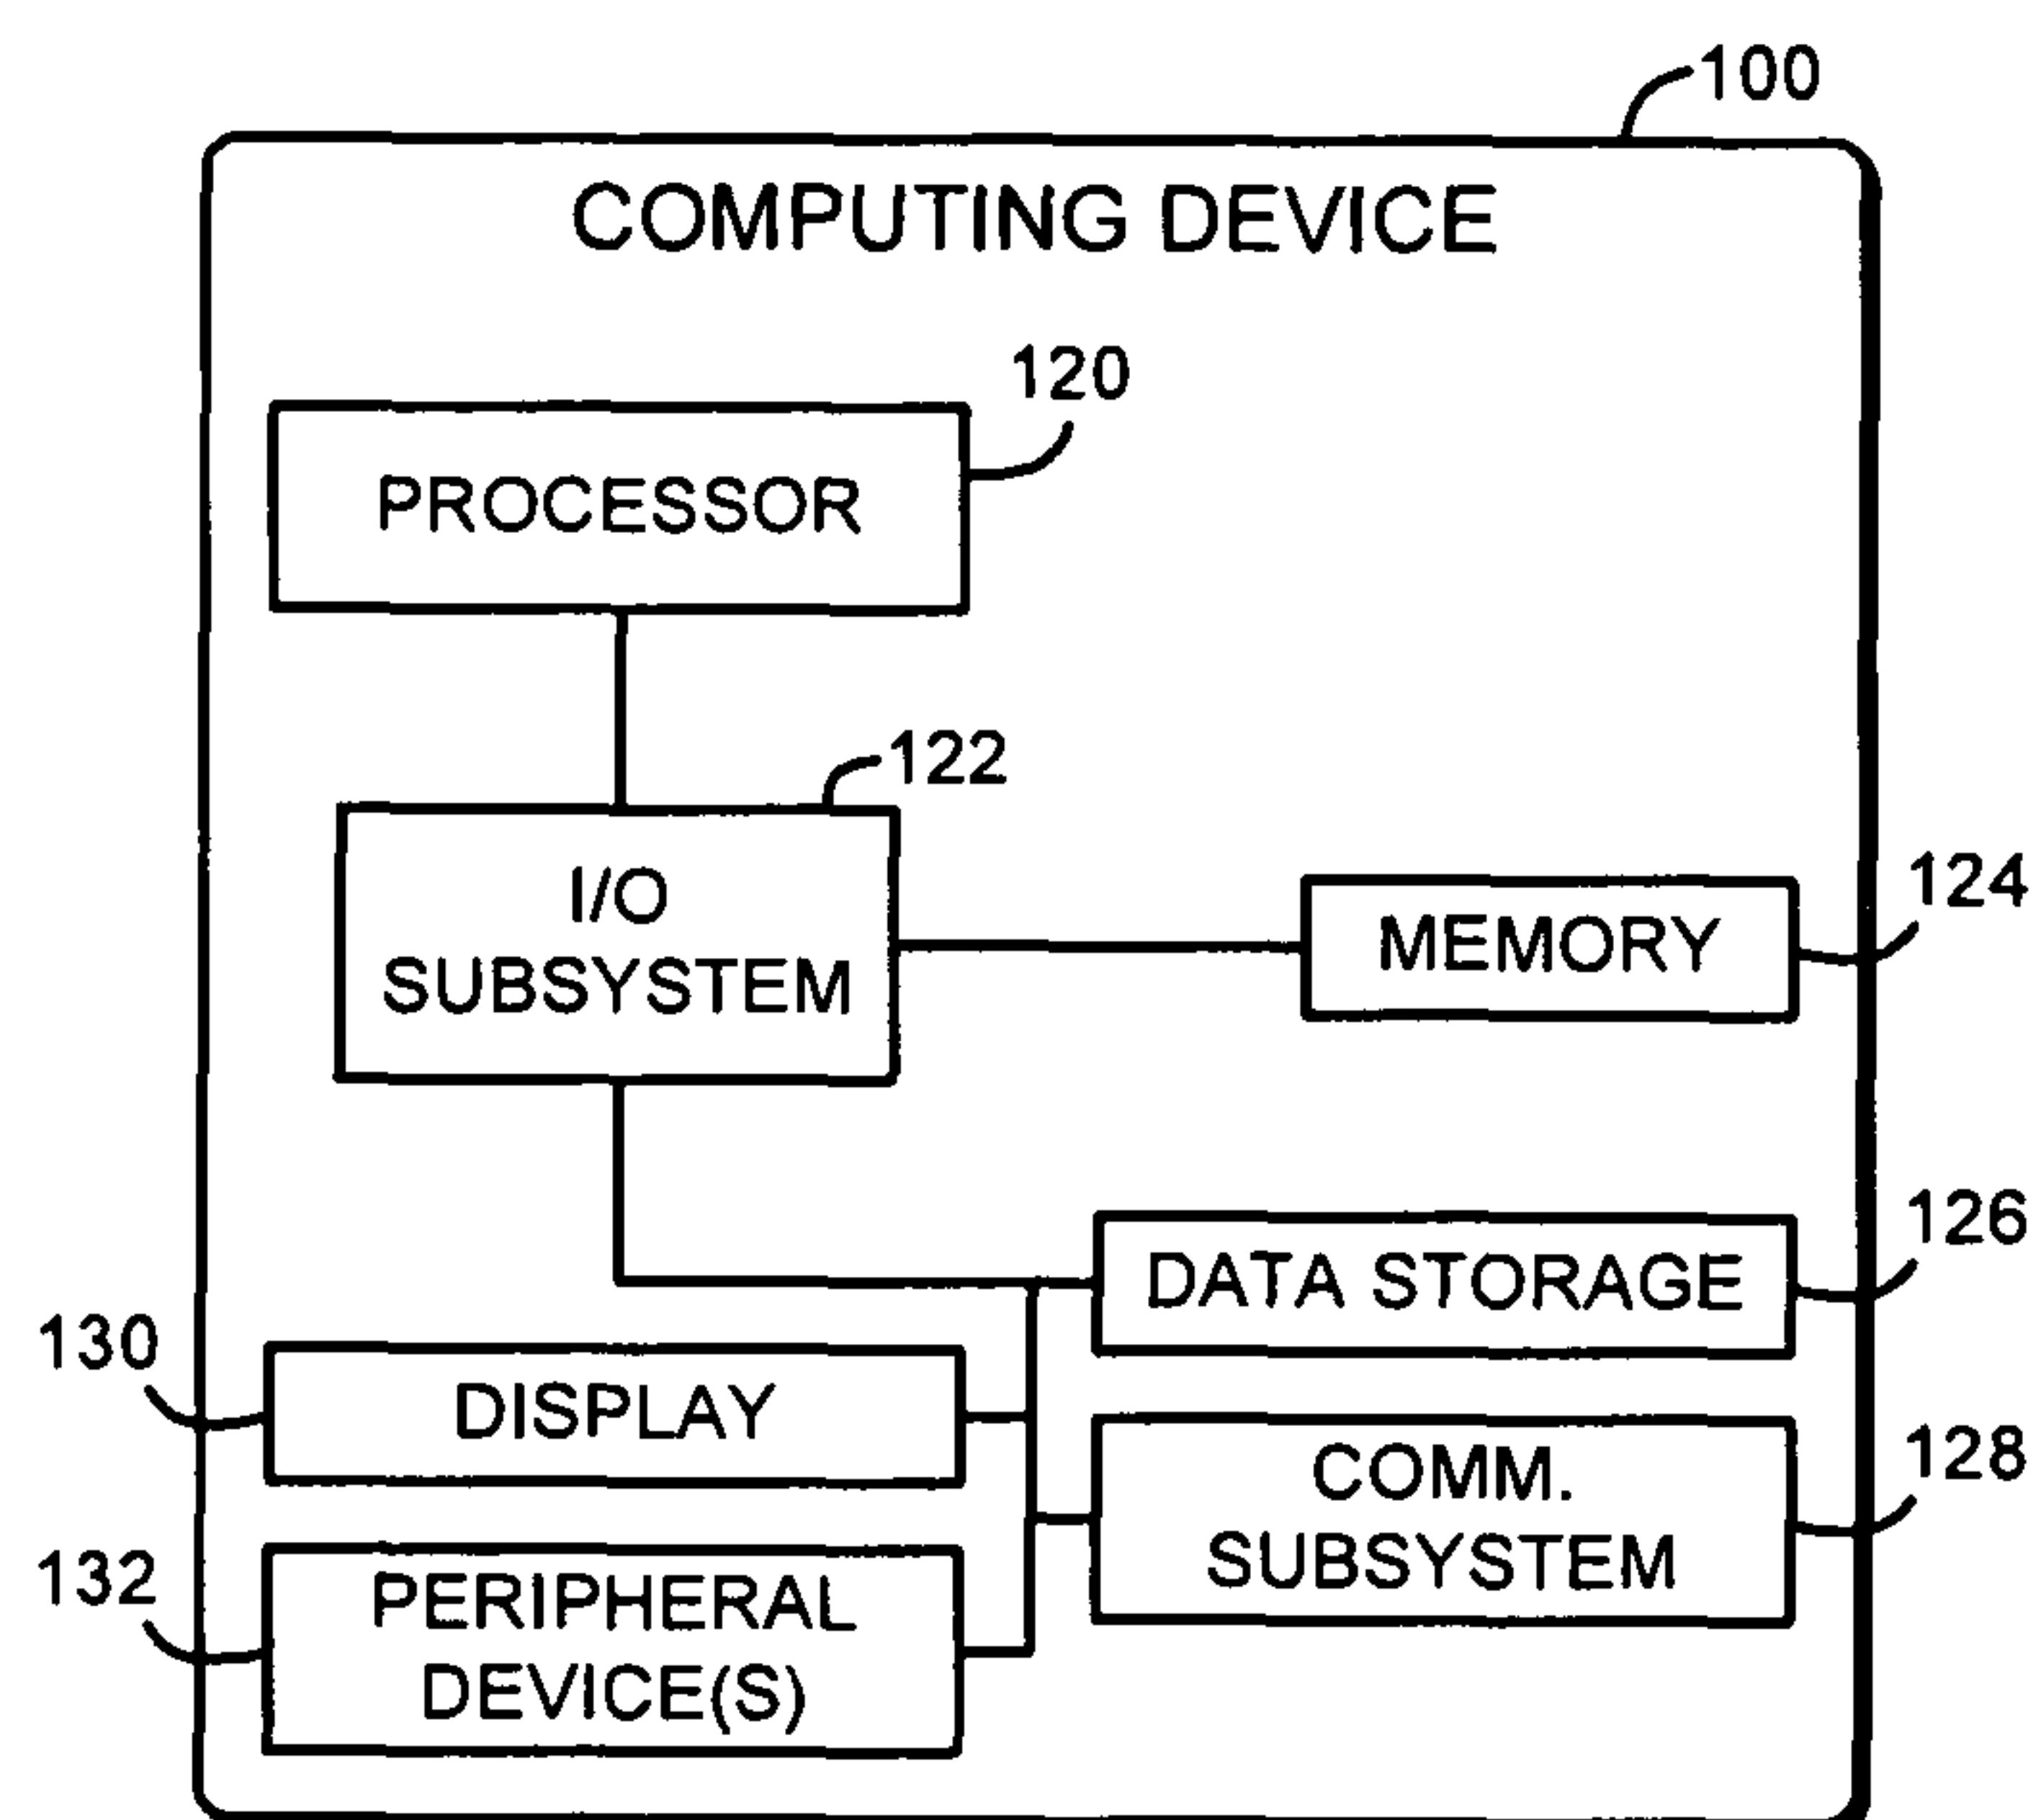 100
COMPUTING DEVICE
120
PROCESSOR
122
I/O
SUBSYSTEM
124
MEMORY
126
DATA STORAGE
130
DISPLAY
128
COMM.
SUBSYSTEM
132
PERIPHERAL
DEVICE(S)